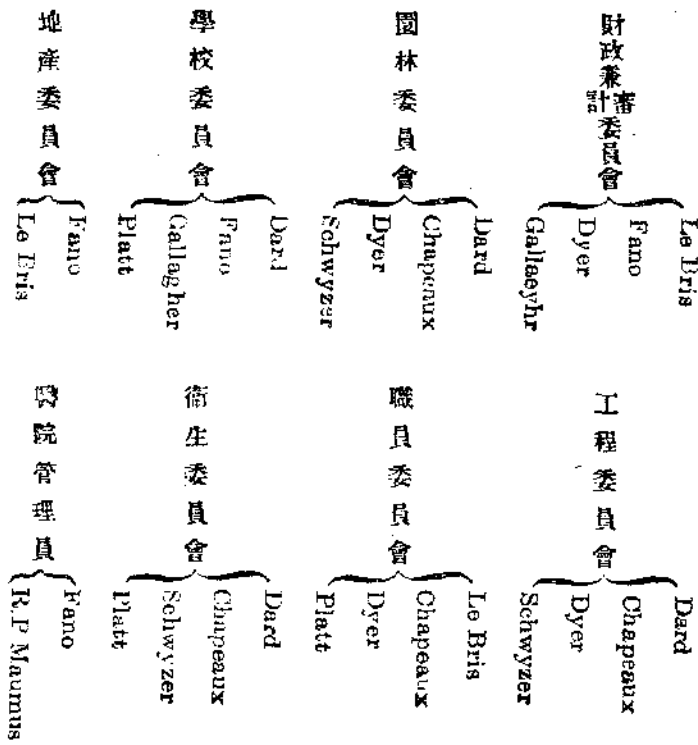 財政兼審計委員會
Le Bris
Fano
Dyer
Gallaeyhr
園林委員會
Dard
Chapeaux
Dyer
Schwyzer
學校委員會
Dard
Fano
Gallagher
Platt
地產委員會
Fano
Le Bris
工程委員會
Dard
Chapeaux
Dyer
Schwyzer
職員委員會
Le Bris
Chapeaux
Dyer
Platt
衛生委員會
Dard
Chapeaux
Schwyzer
Platt
醫院管理員
Fano
R.P Maumus